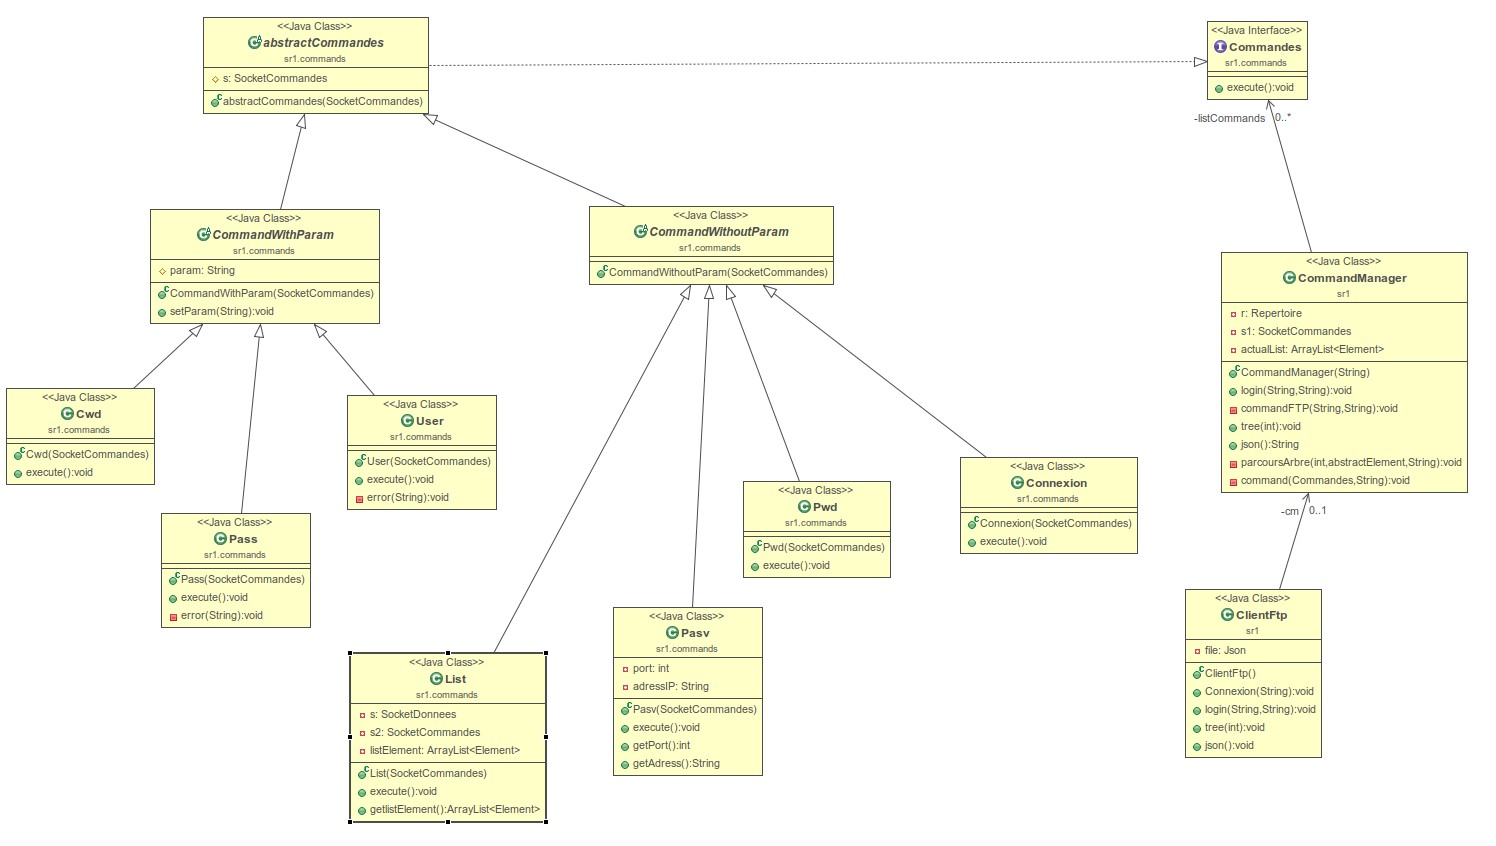 <<Java Class>>
abstractCommandes
sr1.commands
s: SocketCommandes
abstractCommandes(SocketCommandes)
<<Java Interface>>
Commandes
sr1.commands
execute():void
-listCommands 0..*
<<Java Class>>
CommandWithParam
sr1.commands
param: String
CommandWithParam(SocketCommandes)
setParam(String):void
<<Java Class>>
CommandWithoutParam
sr1.commands
CommandWithoutParam(SocketCommandes)
<<Java Class>>
CommandManager
sr1
r: Repertoire
s1: SocketCommandes
actualList: ArrayList<Element>
CommandManager(String)
login(String,String):void
commandFTP(String,String):void
tree(int):void
json():String
parcoursArbre(int,abstractElement,String):void
command(Commandes,String):void
-cm 0..1
<<Java Class>>
Cwd
sr1.commands
Cwd(SocketCommandes)
execute():void
<<Java Class>>
User
sr1.commands
User(SocketCommandes)
execute():void
error(String):void
<<Java Class>>
Pass
sr1.commands
Pass(SocketCommandes)
execute():void
error(String):void
<<Java Class>>
Pwd
sr1.commands
Pwd(SocketCommandes)
execute():void
<<Java Class>>
Connexion
sr1.commands
Connexion(SocketCommandes)
execute():void
<<Java Class>>
List
sr1.commands
s: SocketDonnees
s2: SocketCommandes
listElement: ArrayList<Element>
List(SocketCommandes)
execute():void
getlistElement():ArrayList<Element>
<<Java Class>>
Pasv
sr1.commands
port: int
adressIP: String
Pasv(SocketCommandes)
execute():void
getPort():int
getAdress():String
<<Java Class>>
ClientFtp
sr1
file: Json
ClientFtp()
Connexion(String):void
login(String,String):void
tree(int):void
json():void